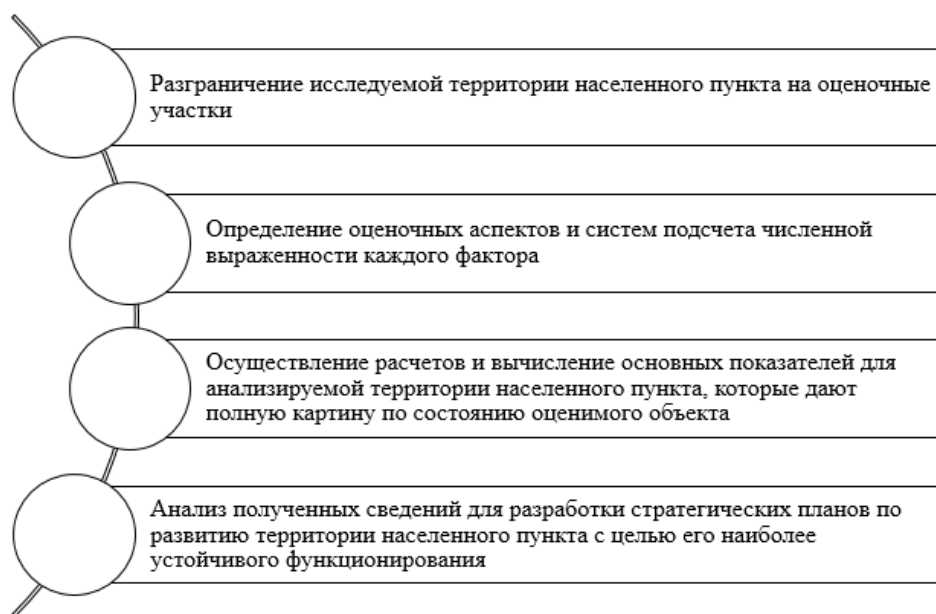 Разграничение исследуемой территории населенного пункта на оценочные
участки
Определение оценочных аспектов и систем подсчета численной
выраженности каждого фактора
Осуществление расчетов и вычисление основных показателей для
анализируемой территории населенного пункта, которые дают
полную картину по состоянию оценимого объекта
Анализ полученных сведений для разработки стратегических планов по
развитию территории населенного пункта с целью его наиболее
устойчивого функционирования